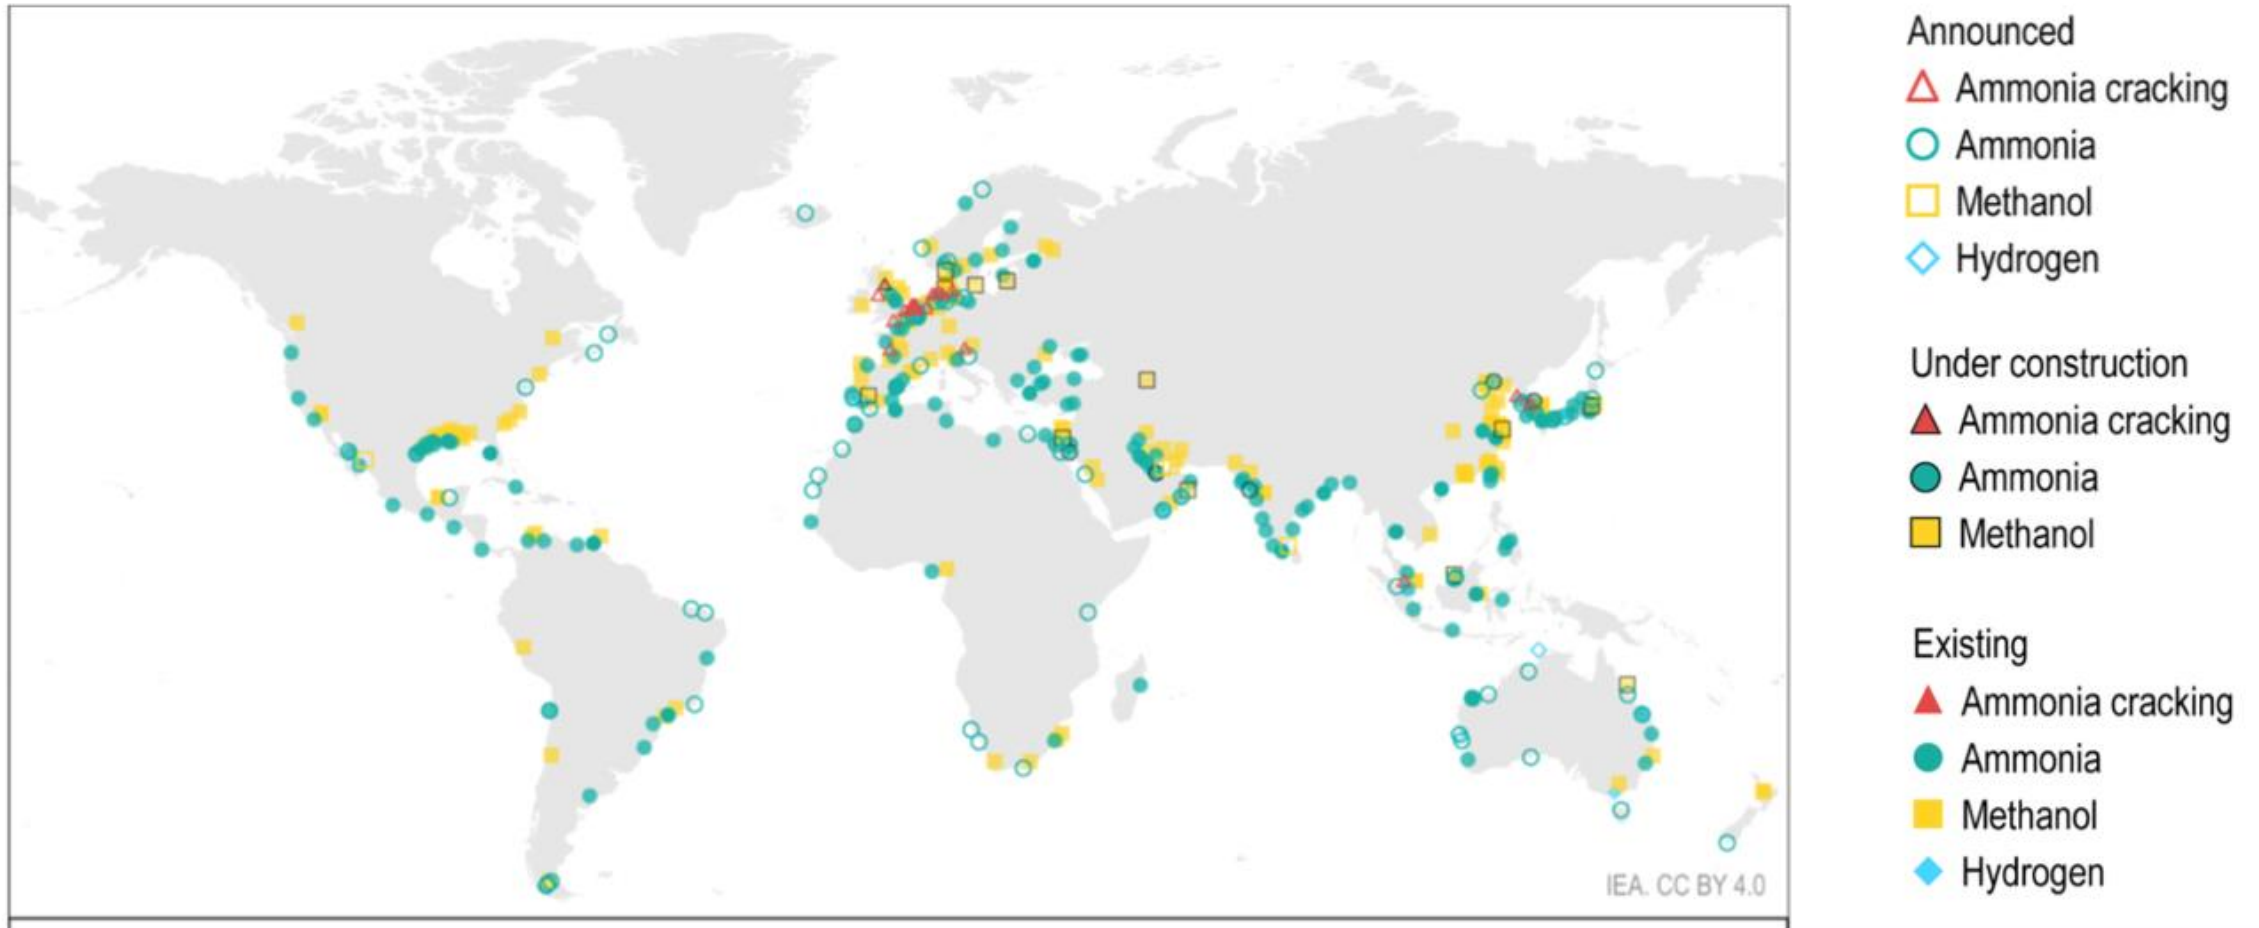 Announced
Ammonia cracking
Ammonia
Methanol
Hydrogen
Under construction
Ammonia cracking
Ammonia
Methanol
Existing
Ammonia cracking
Ammonia
Methanol
Hydrogen
IEA. CC BY 4.0